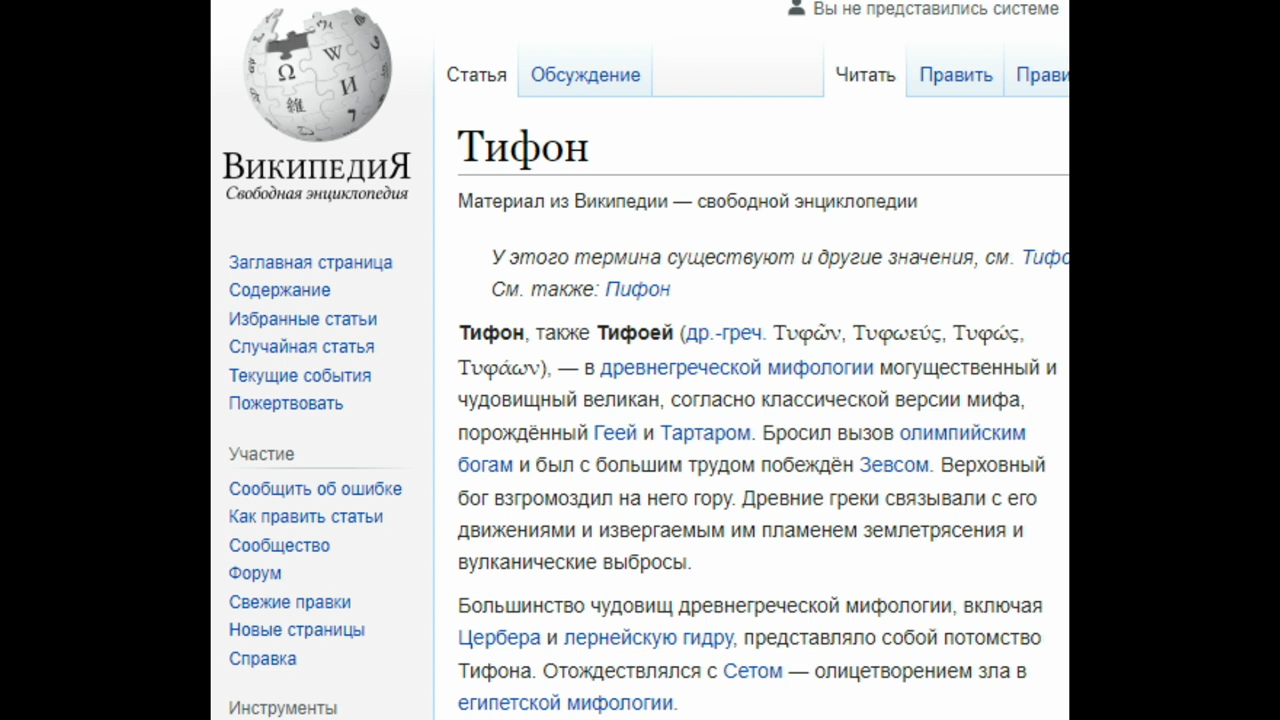 Вы не представились системе
Статья Обсуждение Читать Править Прави
ВикипедиЯ
Свободная энциклопедия
Тифон
Материал из Википедии — свободной энциклопедии
У этого термина существуют и другие значения, см. Тифо
См. также: Пифон
Тифон, также Тифоей (др.-греч. Τυφῶν, Τυφωεύς, Τυφώς,
Τυφάων), — в древнегреческой мифологии могущественный и
чудовищный великан, согласно классической версии мифа,
порождённый Геей и Тартаром. Бросил вызов олимпийским
богам и был с большим трудом побеждён Зевсом. Верховный
бог взгромоздил на него гору. Древние греки связывали с его
движениями и извергаемым им пламенем землетрясения и
вулканические выбросы.
Большинство чудовищ древнегреческой мифологии, включая
Цербера и лернейскую гидру, представляло собой потомство
Тифона. Отождествлялся с Сетом — олицетворением зла в
египетской мифологии.
Заглавная страница
Содержание
Избранные статьи
Случайная статья
Текущие события
Пожертвовать
Участие
Сообщить об ошибке
Как править статьи
Сообщество
Форум
Свежие правки
Новые страницы
Справка
Инструменты